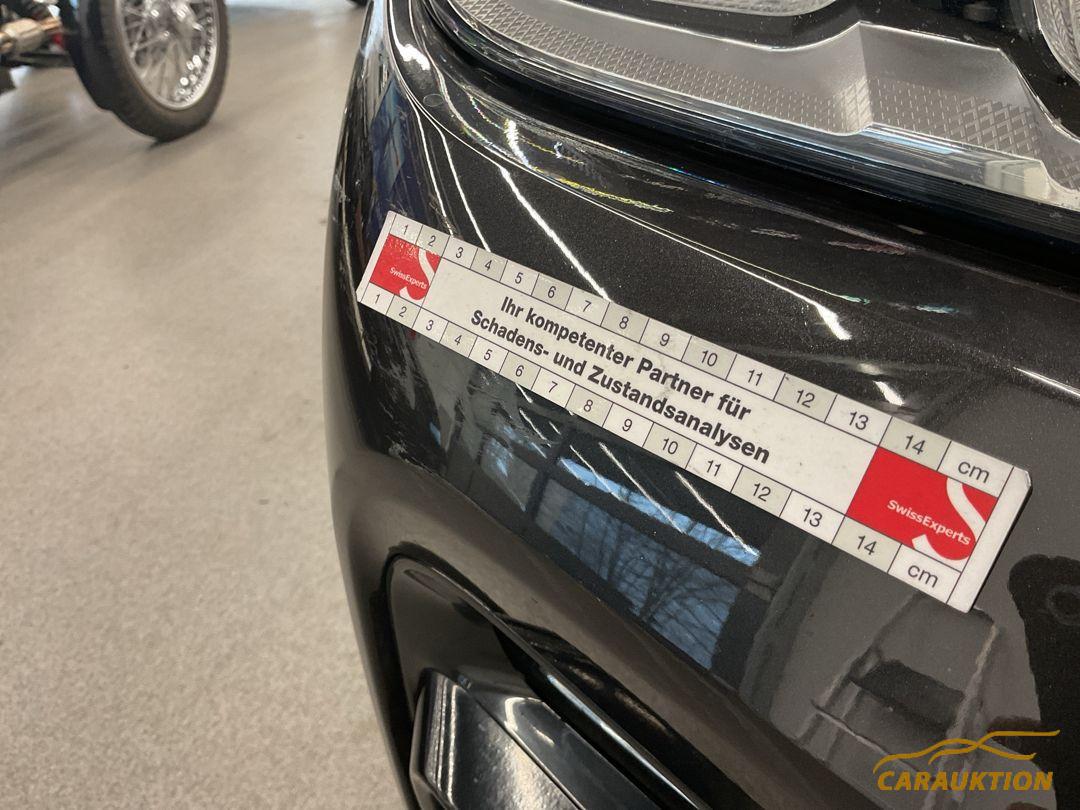 1 2 3 4 5 6 7 8 9 10 11 12 13 14 cm
SwissExperts
Ihr kompetenter Partner für
Schadens- und Zustandsanalysen
SwissExperts
1 2 3 4 5 6 7 8 9 10 11 12 13 14 cm
CARAUKTION